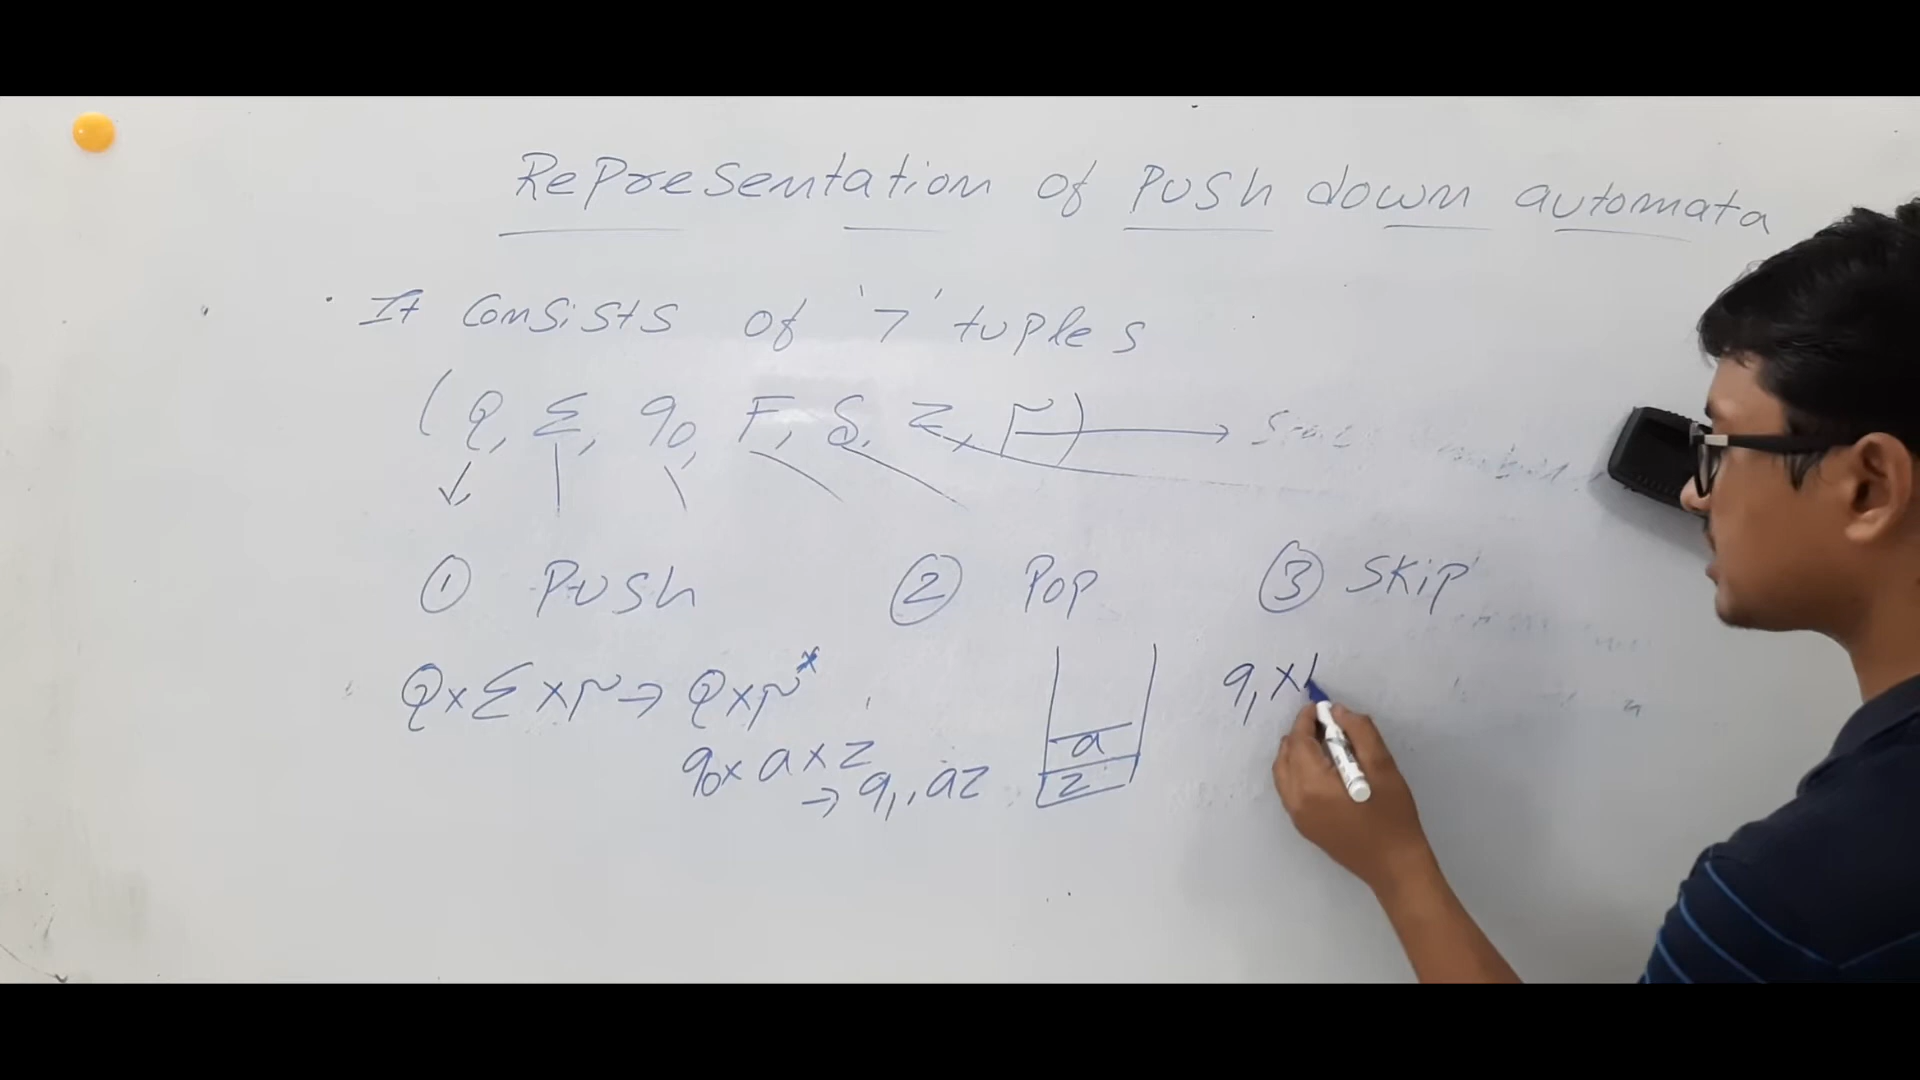 Representation of Push down automata
It consists of '7' tuples
(Q, Σ, q0, F, δ, Z, Γ) →
① Push ② Pop ③ Skip
Q×Σ×Γ → Q×Γ*
q0 × a × z
→ q1, az
a
z
q1 ×